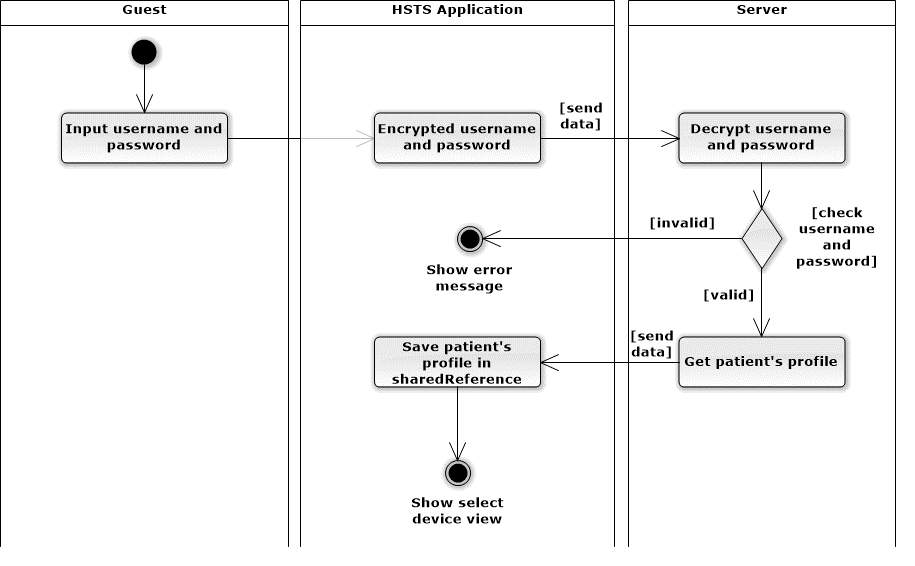 Guest
HSTS Application
Server
Input username and
password
Encrypted username
and password
[send
data]
Decrypt username
and password
[check
username
and
password]
[invalid]
Show error
message
[valid]
Get patient's profile
[send
data]
Save patient's
profile in
sharedReference
Show select
device view